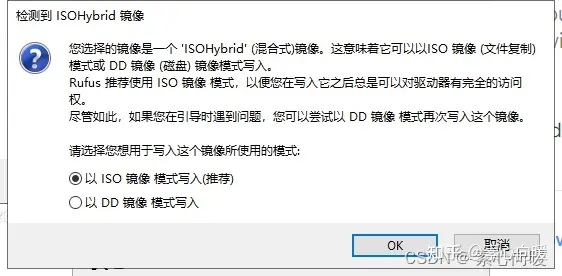 检测到 ISOHybrid 镜像
您选择的镜像是一个 'ISOHybrid' (混合式)镜像。这意味着它可以以ISO 镜像 (文件复制)
模式或 DD 镜像 (磁盘) 镜像模式写入。
Rufus 推荐使用 ISO 镜像 模式，以便您在写入它之后总是可以对驱动器有完全的访问
权。
尽管如此，如果您在引导时遇到问题，您可以尝试以 DD 镜像 模式再次写入这个镜像。
请选择您想用于写入这个镜像所使用的模式:
以 ISO 镜像 模式写入(推荐)
以 DD 镜像 模式写入
OK
取消
CSDN @素心向暖